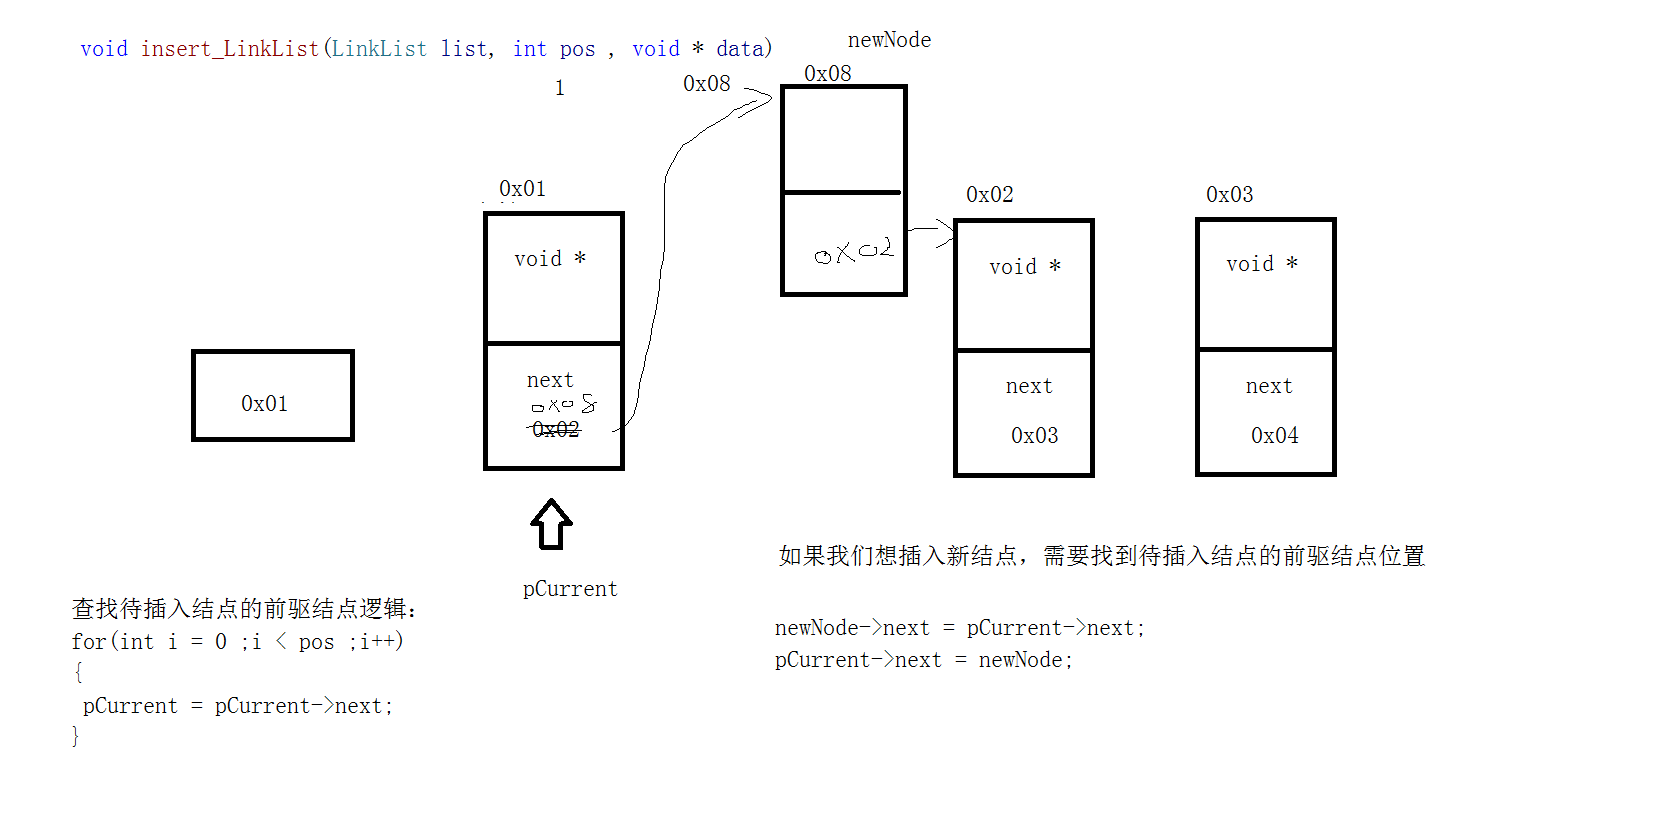 void insert_LinkList(LinkList list, int pos , void * data)
1
newNode
0x08
0x08
0x01
void *
next
0x08
0x02
0x01
pCurrent
0x02
0x02
void *
next
0x03
0x03
void *
next
0x04
如果我们想插入新结点，需要找到待插入结点的前驱结点位置
newNode->next = pCurrent->next;
pCurrent->next = newNode;
查找待插入结点的前驱结点逻辑：
for(int i = 0 ;i < pos ;i++)
{
pCurrent = pCurrent->next;
}